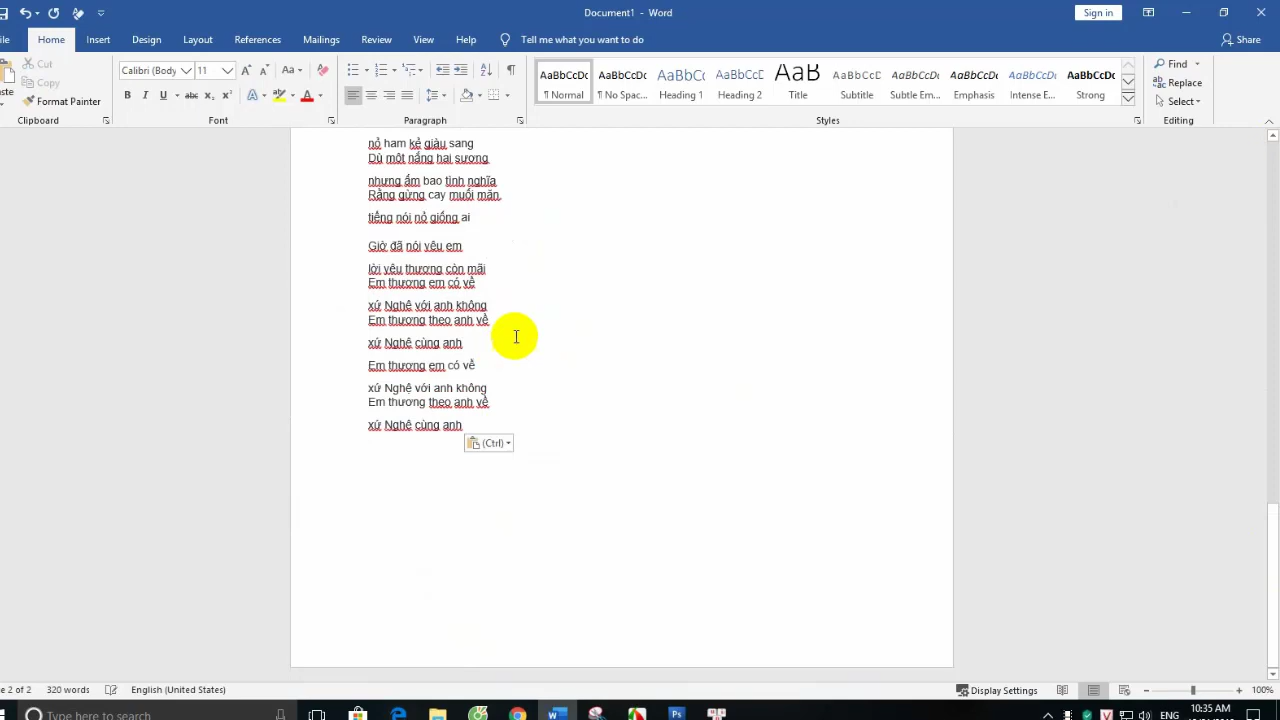 Document1 - Word
Sign in
Home Insert Design Layout References Mailings Review View Help Tell me what you want to do
Share
Cut
Copy
Format Painter
Clipboard
Calibri (Body) 11
Font
Paragraph
AaBbCcDc AaBbCcDc AaBbCc AaBbCcD AaB AaBbCcD AaBbCcDc AaBbCcDc AaBbCcDc AaBbCcDc
¶ Normal ¶ No Spac... Heading 1 Heading 2 Title Subtitle Subtle Em... Emphasis Intense E... Strong
Styles
Find
Replace
Select
Editing
nỏ ham kẻ giàu sang
Dù một nắng hai sương
nhưng ấm bao tình nghĩa
Rằng gừng cay muối mặn
tiếng nói nỏ giống ai
Giờ đã nói yêu em
lời yêu thương còn mãi
Em thương em có về
xứ Nghệ với anh không
Em thương theo anh về
xứ Nghệ cùng anh
Em thương em có về
xứ Nghệ với anh không
Em thương theo anh về
xứ Nghệ cùng anh
(Ctrl)
2 of 2 320 words English (United States) Display Settings 100%
Type here to search
ENG
10:35 AM